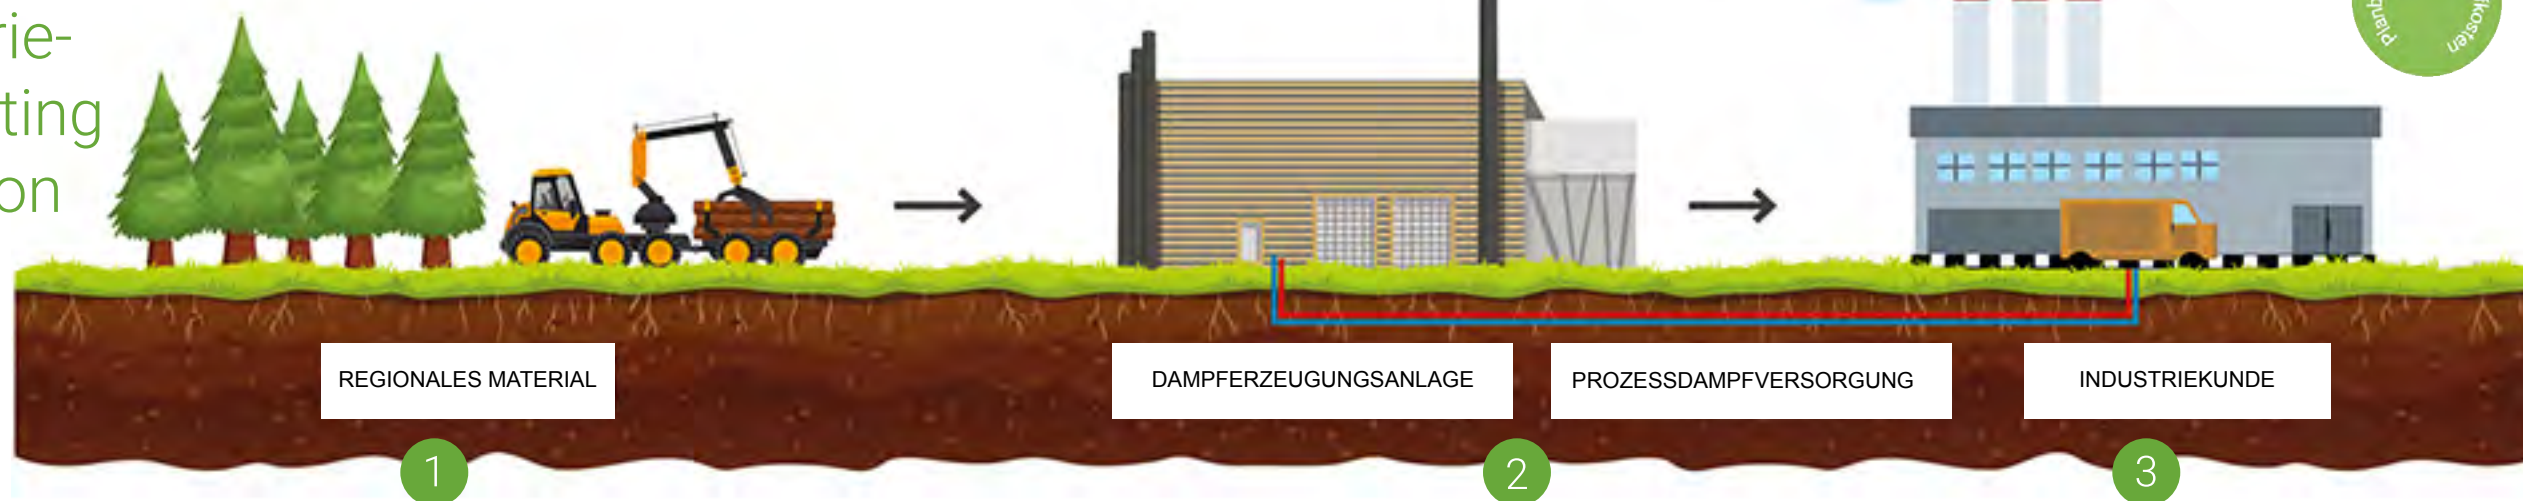 rie-
ting
on
REGIONALES MATERIAL
DAMPFERZEUGUNGSANLAGE
PROZESSDAMPFVERSORGUNG
INDUSTRIEKUNDE
1
2
3